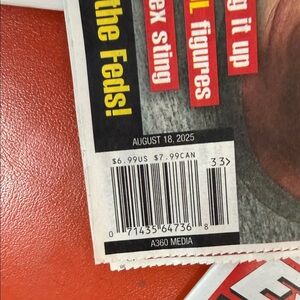 the Feds!
ex sting
L figures
g it up
AUGUST 18, 2025
$6.99US $7.99CAN
33>
0 71435 64736 8
A360 MEDIA